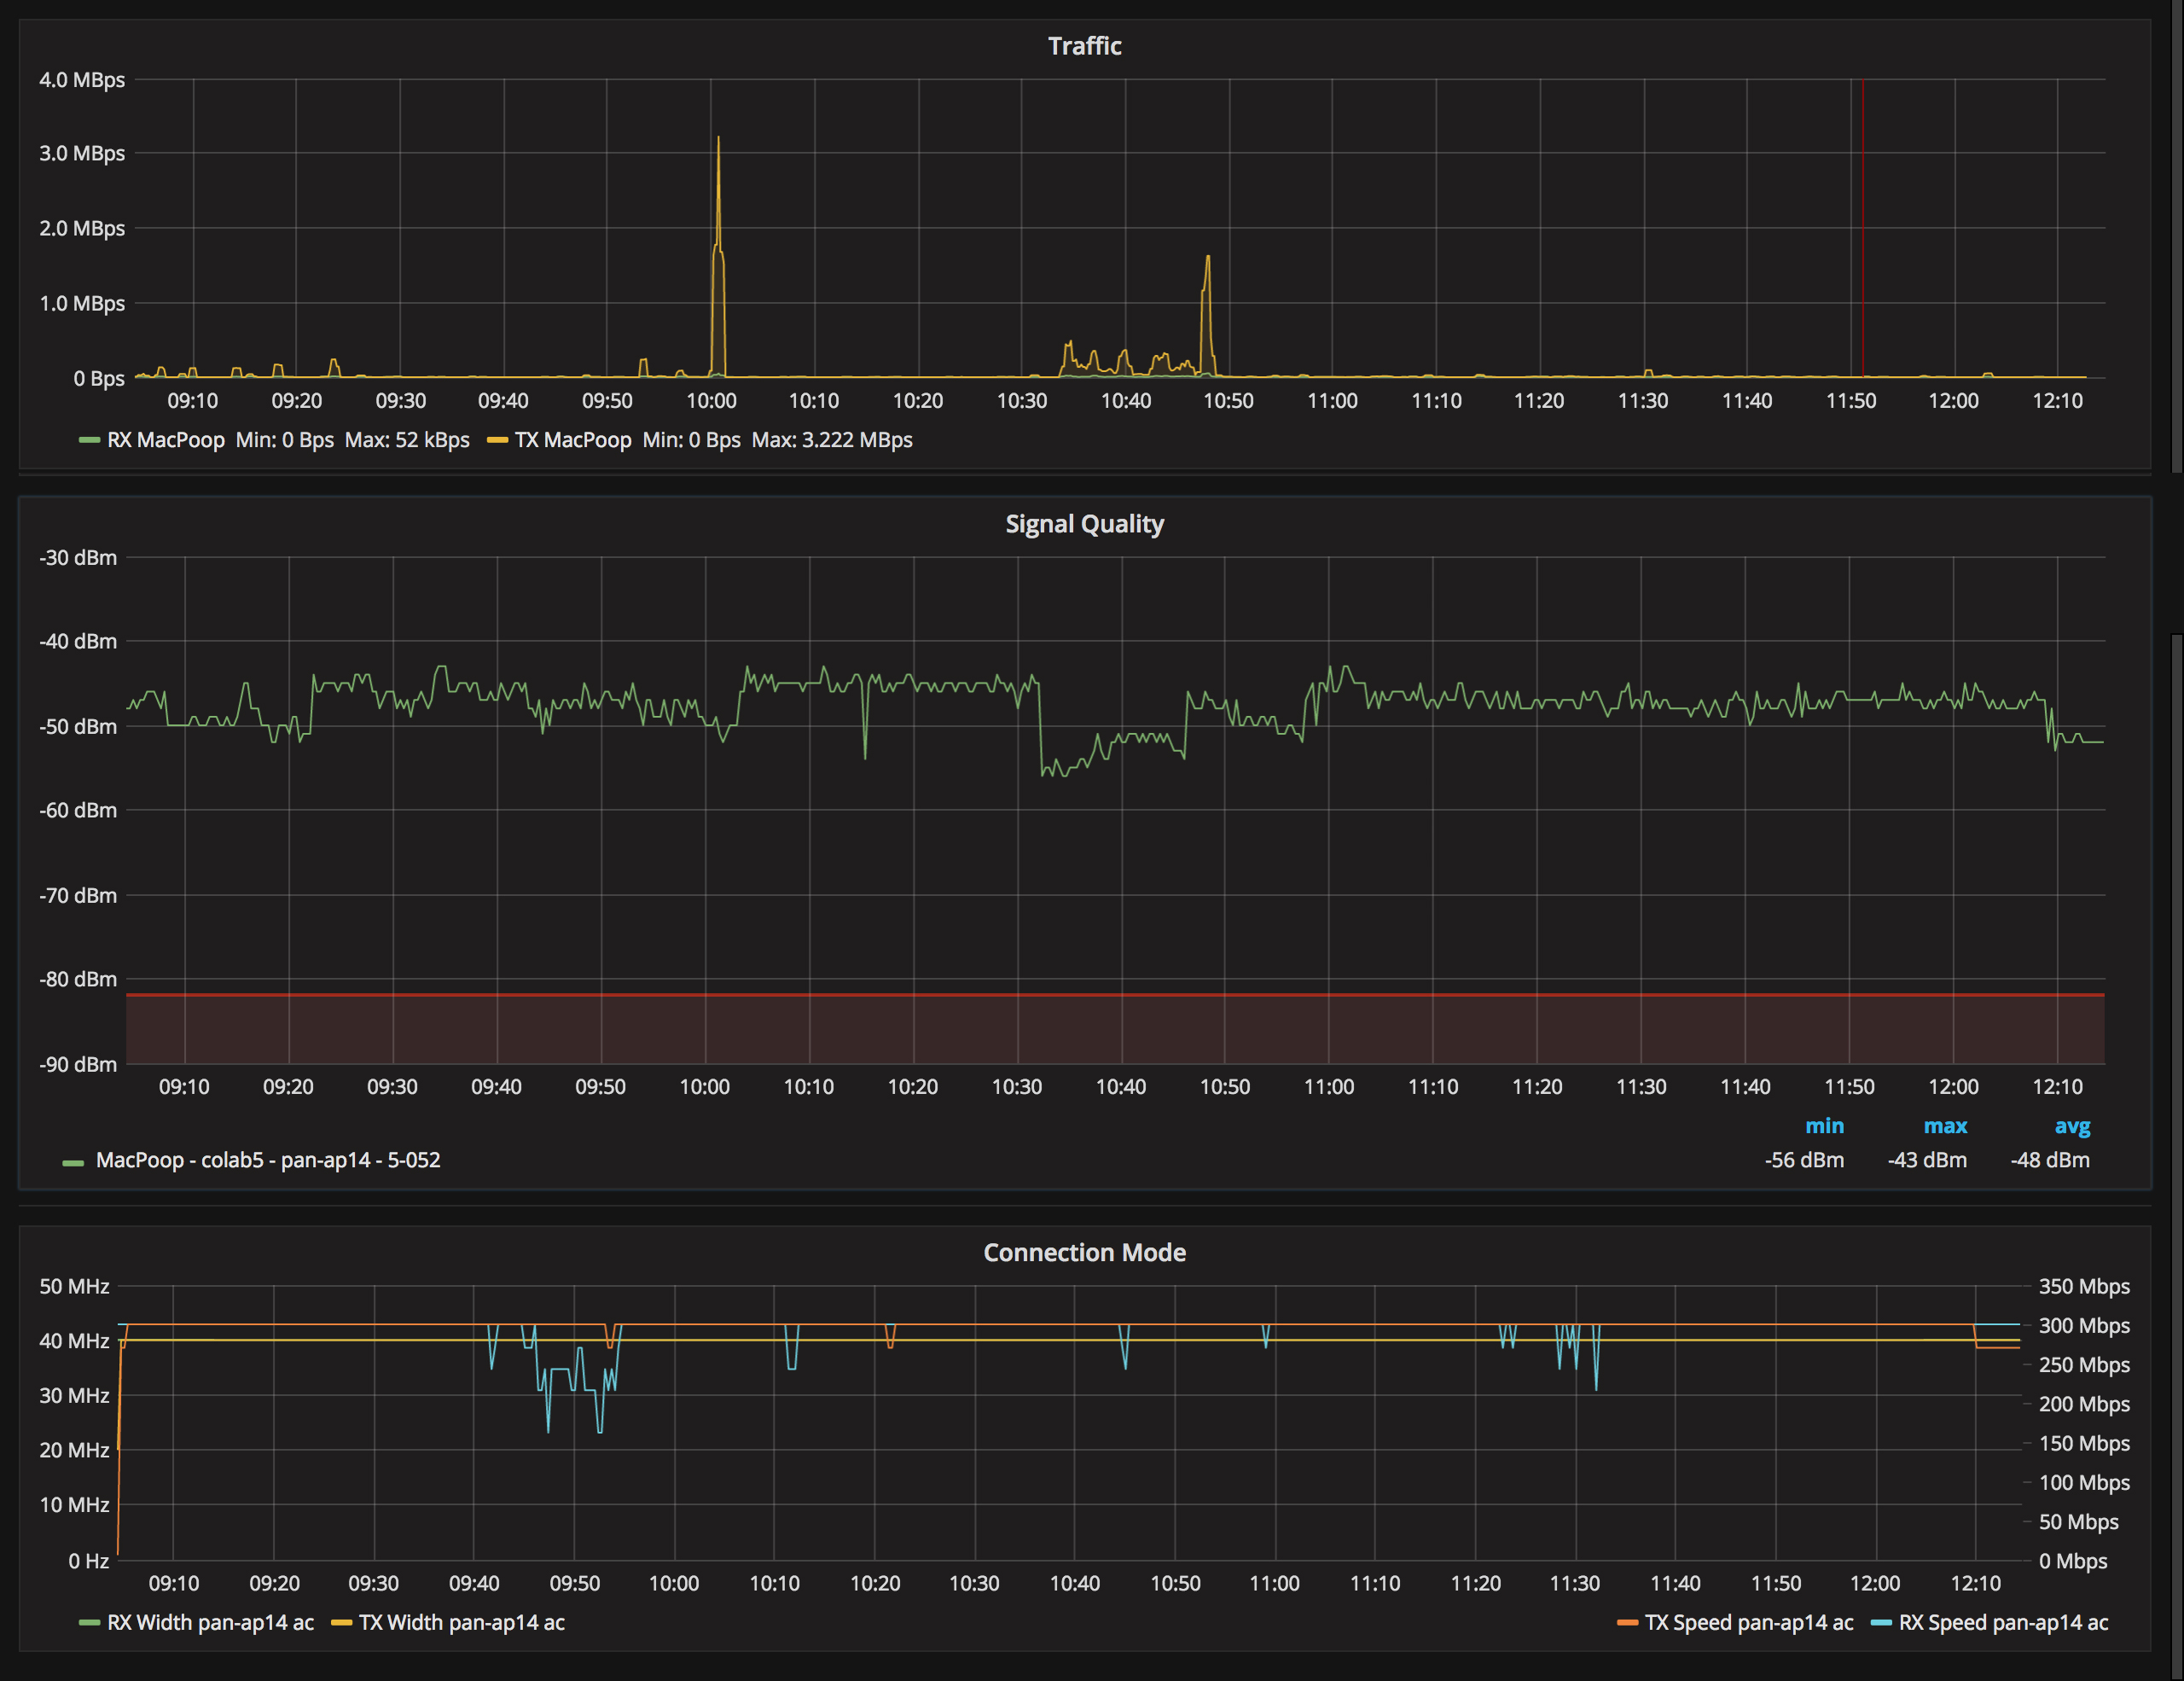 Traffic
4.0 MBps
3.0 MBps
2.0 MBps
1.0 MBps
0 Bps
09:10 09:20 09:30 09:40 09:50 10:00 10:10 10:20 10:30 10:40 10:50 11:00 11:10 11:20 11:30 11:40 11:50 12:00 12:10
RX MacPoop Min: 0 Bps Max: 52 kBps TX MacPoop Min: 0 Bps Max: 3.222 MBps
Signal Quality
-30 dBm
-40 dBm
-50 dBm
-60 dBm
-70 dBm
-80 dBm
-90 dBm
09:10 09:20 09:30 09:40 09:50 10:00 10:10 10:20 10:30 10:40 10:50 11:00 11:10 11:20 11:30 11:40 11:50 12:00 12:10
min max avg
MacPoop - colab5 - pan-ap14 - 5-052 -56 dBm -43 dBm -48 dBm
Connection Mode
50 MHz 350 Mbps
40 MHz 300 Mbps
30 MHz 250 Mbps
20 MHz 200 Mbps
10 MHz 150 Mbps
0 Hz 100 Mbps
50 Mbps
0 Mbps
09:10 09:20 09:30 09:40 09:50 10:00 10:10 10:20 10:30 10:40 10:50 11:00 11:10 11:20 11:30 11:40 11:50 12:00 12:10
RX Width pan-ap14 ac TX Width pan-ap14 ac TX Speed pan-ap14 ac RX Speed pan-ap14 ac